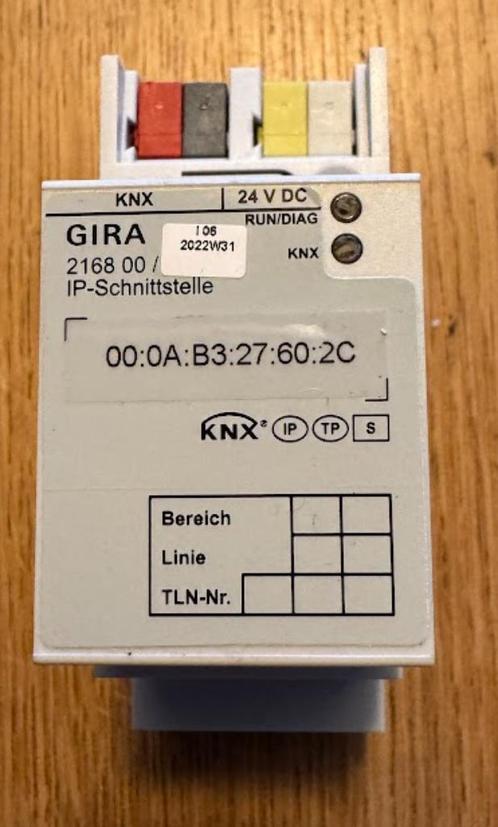 KNX 24 V DC
RUN/DIAG
GIRA
I 06
2022W31
KNX
2168 00 /
IP-Schnittstelle
00:0A:B3:27:60:2C
KNX® IP TP S
Bereich
Linie
TLN-Nr.